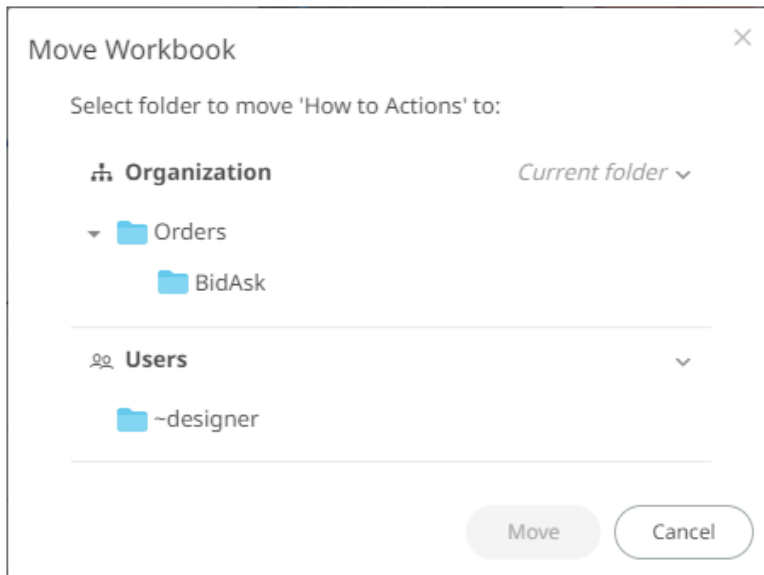 Move Workbook
Select folder to move 'How to Actions' to:
Organization Current folder
Orders
BidAsk
Users
~designer
Move Cancel